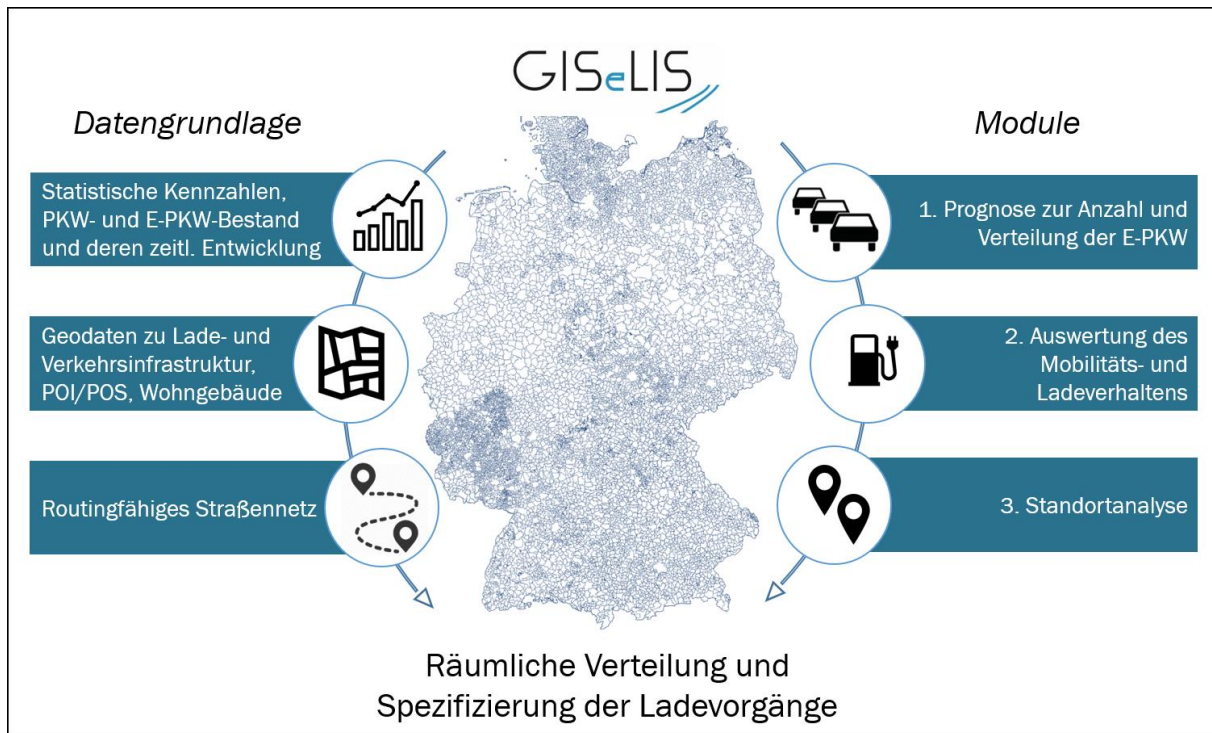 GISeLIS
Datengrundlage
Statistische Kennzahlen,
PKW- und E-PKW-Bestand
und deren zeitl. Entwicklung
Geodaten zu Lade- und
Verkehrsinfrastruktur,
POI/POS, Wohngebäude
Routingfähiges Straßennetz
Module
1. Prognose zur Anzahl und
Verteilung der E-PKW
2. Auswertung des
Mobilitäts- und
Ladeverhaltens
3. Standortanalyse
Räumliche Verteilung und
Spezifizierung der Ladevorgänge